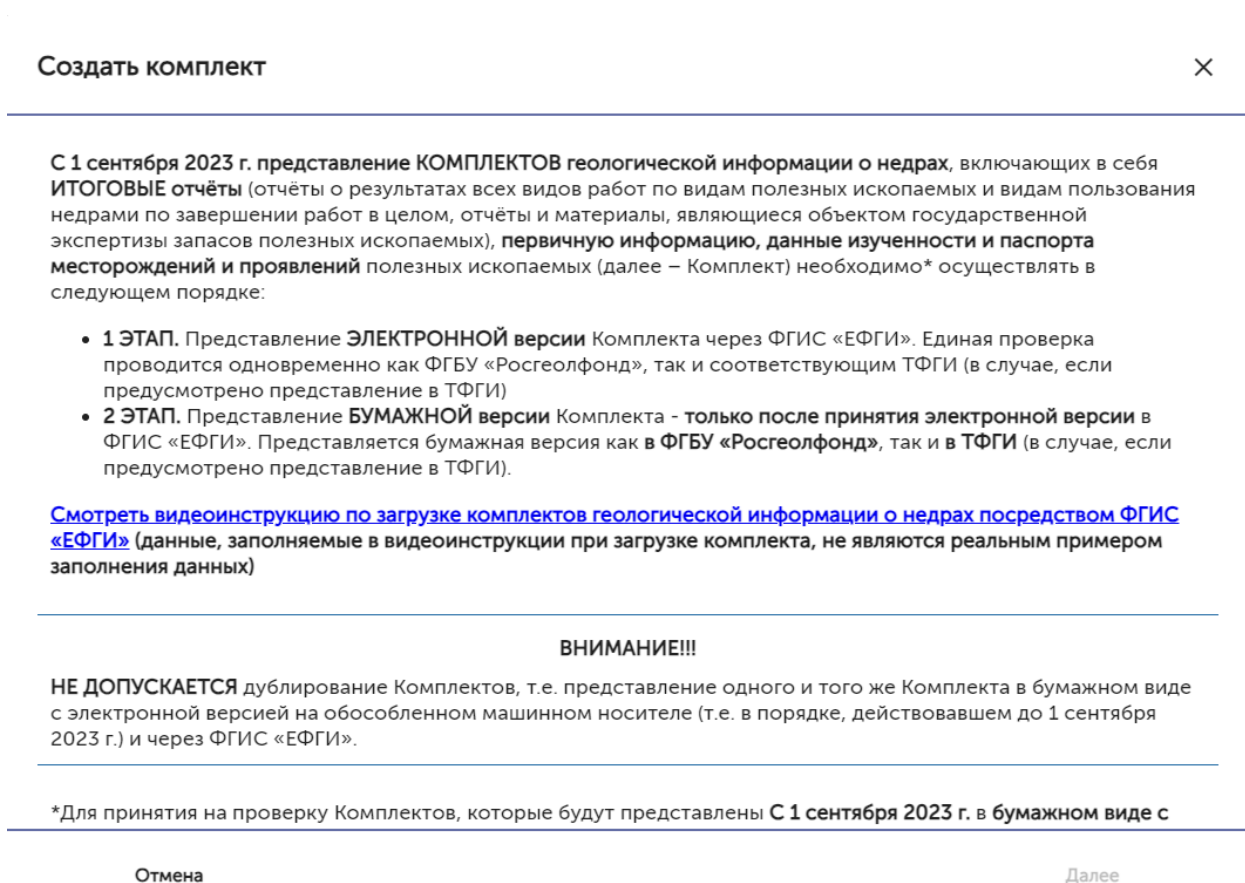 Создать комплект
С 1 сентября 2023 г. представление КОМПЛЕКТОВ геологической информации о недрах, включающих в себя
ИТОГОВЫЕ отчёты (отчёты о результатах всех видов работ по видам полезных ископаемых и видам пользования
недрами по завершении работ в целом, отчёты и материалы, являющиеся объектом государственной
экспертизы запасов полезных ископаемых), первичную информацию, данные изученности и паспорта
месторождений и проявлений полезных ископаемых (далее – Комплект) необходимо* осуществлять в
следующем порядке:
• 1 ЭТАП. Представление ЭЛЕКТРОННОЙ версии Комплекта через ФГИС «ЕФГИ». Единая проверка
проводится одновременно как ФГБУ «Росгеолфонд», так и соответствующим ТФГИ (в случае, если
предусмотрено представление в ТФГИ)
• 2 ЭТАП. Представление БУМАЖНОЙ версии Комплекта - только после принятия электронной версии в
ФГИС «ЕФГИ». Представляется бумажная версия как в ФГБУ «Росгеолфонд», так и в ТФГИ (в случае, если
предусмотрено представление в ТФГИ).
Смотреть видеоинструкцию по загрузке комплектов геологической информации о недрах посредством ФГИС
«ЕФГИ» (данные, заполняемые в видеоинструкции при загрузке комплекта, не являются реальным примером
заполнения данных)
ВНИМАНИЕ!!!
НЕ ДОПУСКАЕТСЯ дублирование Комплектов, т.е. представление одного и того же Комплекта в бумажном виде
с электронной версией на обособленном машинном носителе (т.е. в порядке, действовавшем до 1 сентября
2023 г.) и через ФГИС «ЕФГИ».
*Для принятия на проверку Комплектов, которые будут представлены С 1 сентября 2023 г. в бумажном виде с
Отмена
Далее